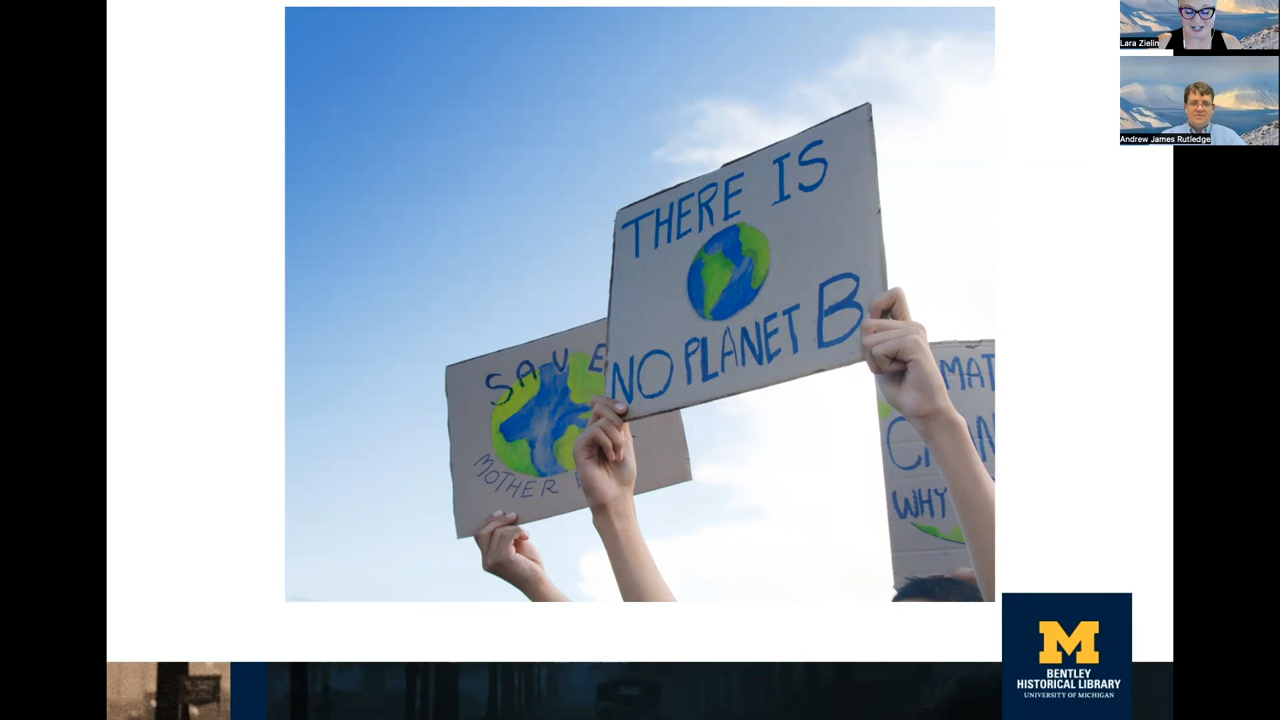 Lara Zielin
Andrew James Rutledge
THERE IS
NO PLANET B
SAVE
MOTHER
WHY
M
BENTLEY
HISTORICAL LIBRARY
UNIVERSITY OF MICHIGAN